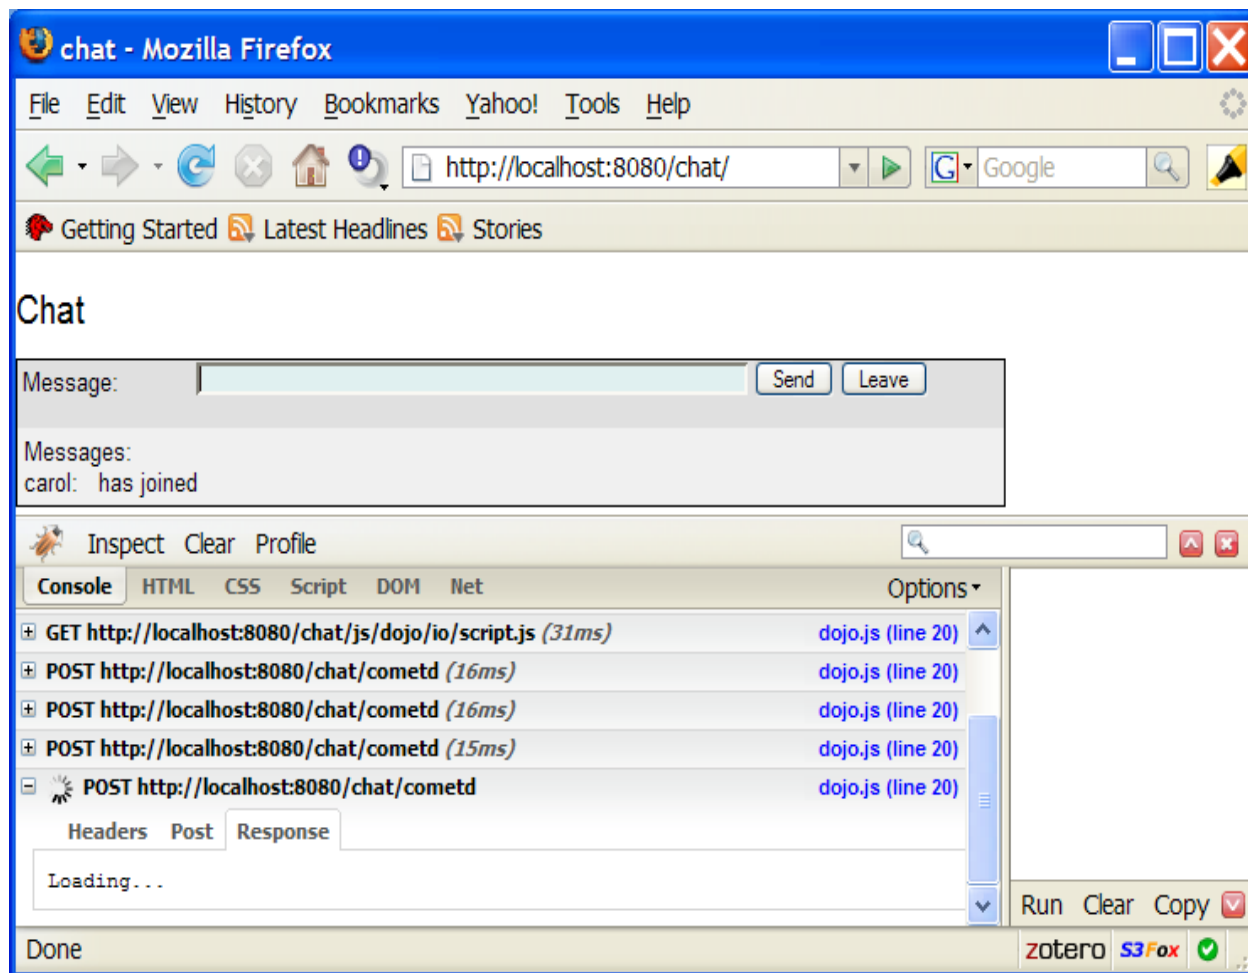 chat - Mozilla Firefox
File Edit View History Bookmarks Yahoo! Tools Help
http://localhost:8080/chat/ G Google
Getting Started Latest Headlines Stories
Chat
Message: Send Leave
Messages:
carol: has joined
Inspect Clear Profile
Console HTML CSS Script DOM Net Options
GET http://localhost:8080/chat/js/dojo/io/script.js (31ms) dojo.js (line 20)
POST http://localhost:8080/chat/cometd (16ms) dojo.js (line 20)
POST http://localhost:8080/chat/cometd (16ms) dojo.js (line 20)
POST http://localhost:8080/chat/cometd (15ms) dojo.js (line 20)
POST http://localhost:8080/chat/cometd dojo.js (line 20)
Headers Post Response
Loading...
Run Clear Copy
Done zotero S3Fox